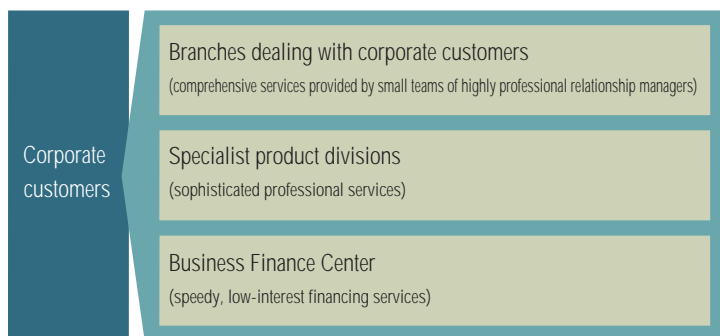 Corporate
customers
Branches dealing with corporate customers
(comprehensive services provided by small teams of highly professional relationship managers)
Specialist product divisions
(sophisticated professional services)
Business Finance Center
(speedy, low-interest financing services)